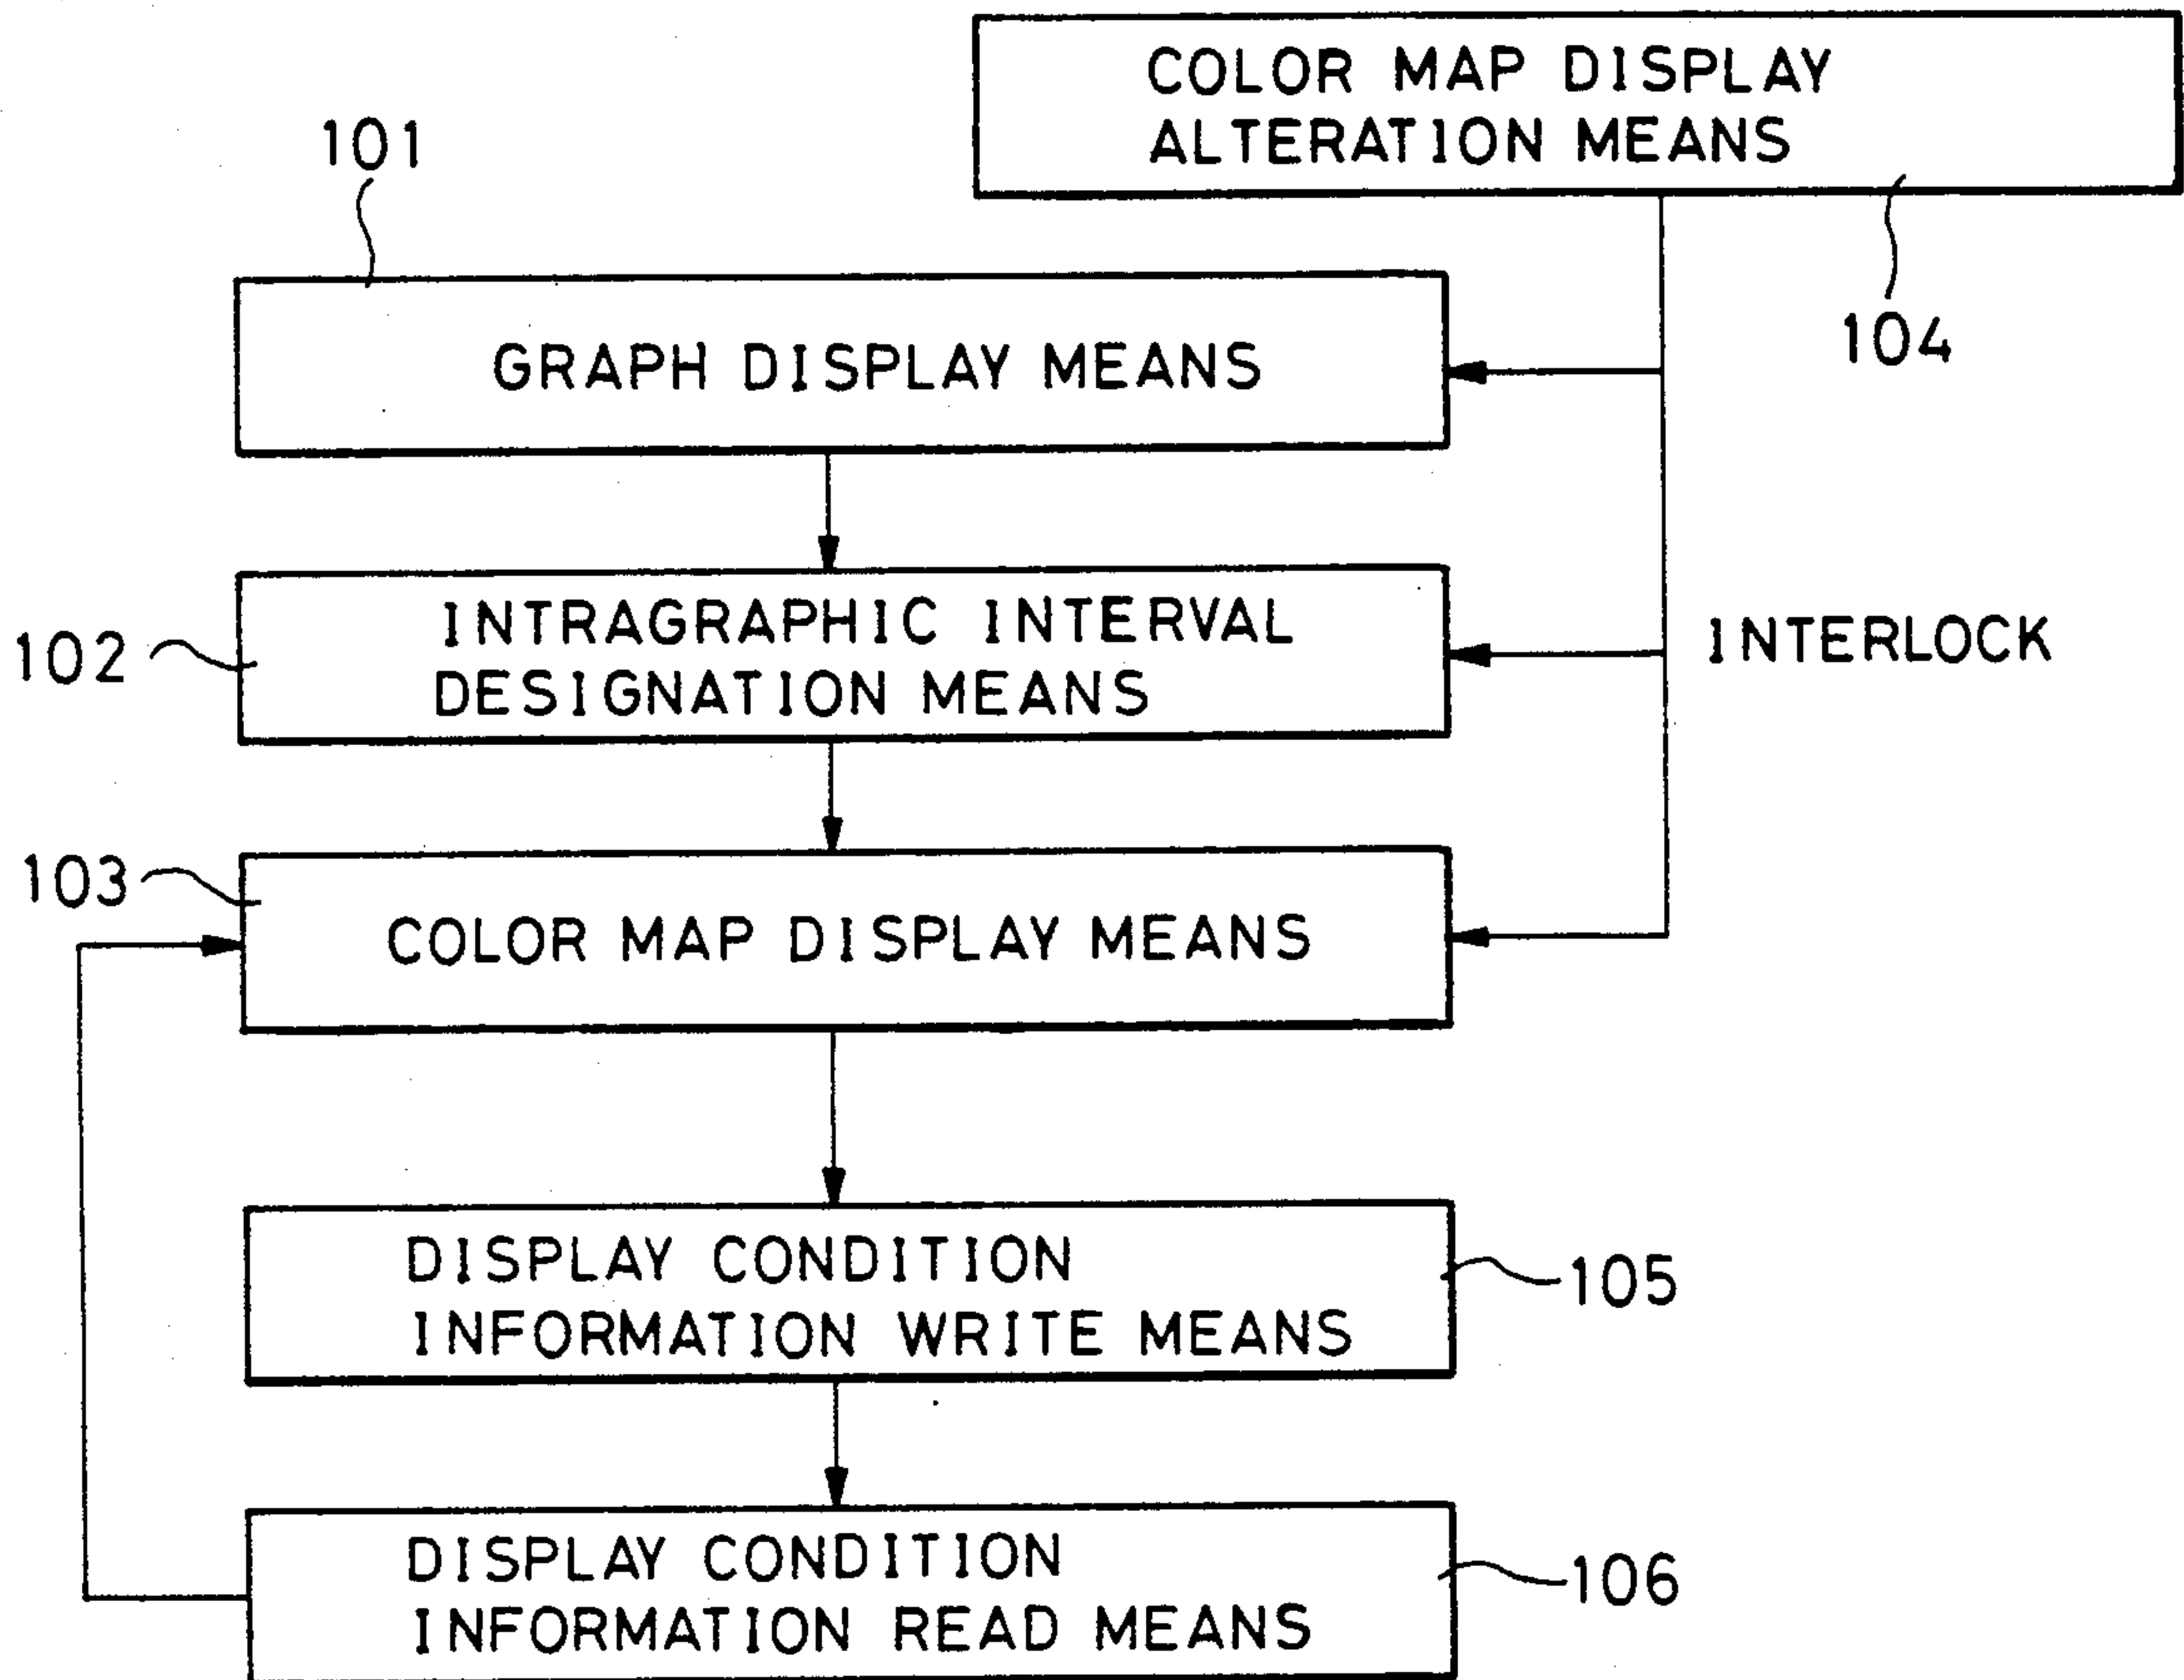 COLOR MAP DISPLAY
ALTERATION MEANS
101
104
GRAPH DISPLAY MEANS
102
INTRAGRAPHIC INTERVAL
DESIGNATION MEANS
INTERLOCK
103
COLOR MAP DISPLAY MEANS
DISPLAY CONDITION
INFORMATION WRITE MEANS
105
DISPLAY CONDITION
INFORMATION READ MEANS
106